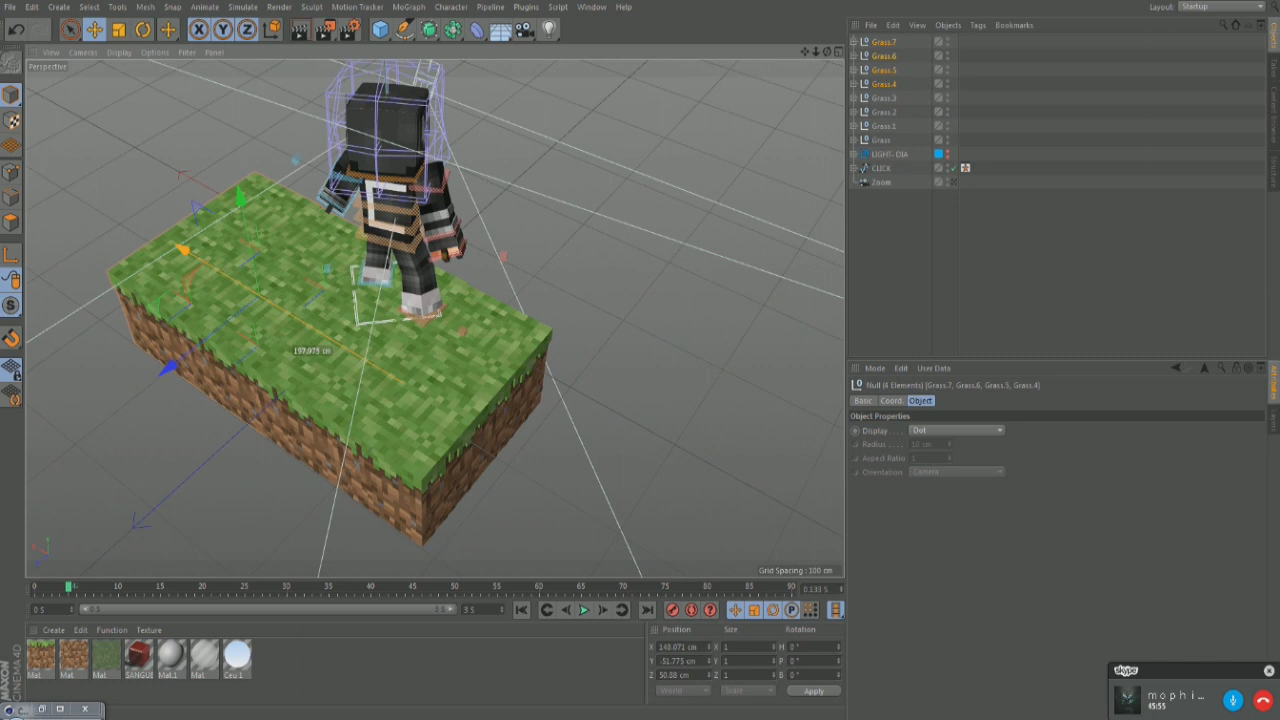 File Edit Create Select Tools Mesh Snap Animate Simulate Render Sculpt Motion Tracker MoGraph Character Pipeline Plugins Script Window Help
Layout: Startup
File Edit View Objects Tags Bookmarks
View Cameras Display Options Filter Panel
Perspective
Grass.7
Grass.6
Grass.5
Grass.4
Grass.3
Grass.2
Grass.1
Grass
LIGHT- DIA
CLICK
Zoom
197.975 cm
Grid Spacing : 100 cm
Mode Edit User Data
Null (4 Elements) [Grass.7, Grass.6, Grass.5, Grass.4]
Basic Coord. Object
Object Properties
Display . . . . Dot
Radius . . . . 10 cm
Aspect Ratio 1
Orientation Camera
0 5 10 15 20 25 30 35 40 45 50 55 60 65 70 75 80 85 90 0.133 S
Create Edit Function Texture
Mat Mat Mat SANGUE Mat.1 Mat Ceu 1
Position Size Rotation
X 148.071 cm X 1 H 0 °
Y -51.775 cm Y 1 P 0 °
Z 50.88 cm Z 1 B 0 °
World Scale Apply
MAXON CINEMA 4D
skype
m o p h i ...
45:55